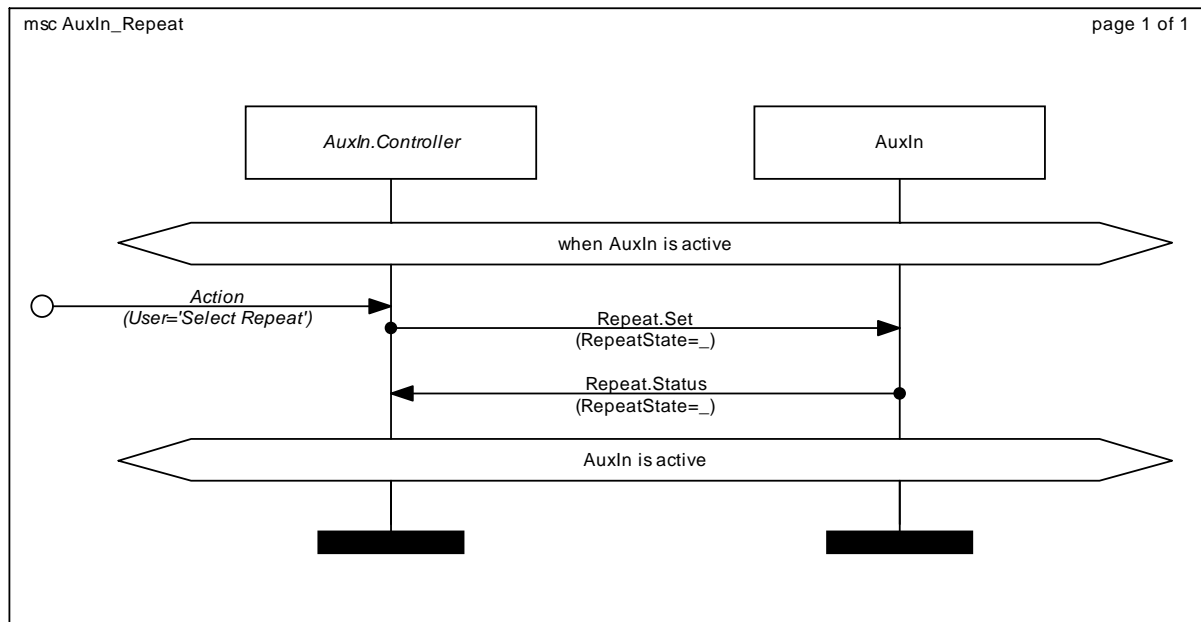 msc AuxIn_Repeat
page 1 of 1
AuxIn.Controller
AuxIn
when AuxIn is active
Action
(User='Select Repeat')
Repeat.Set
(RepeatState=_)
Repeat.Status
(RepeatState=_)
AuxIn is active